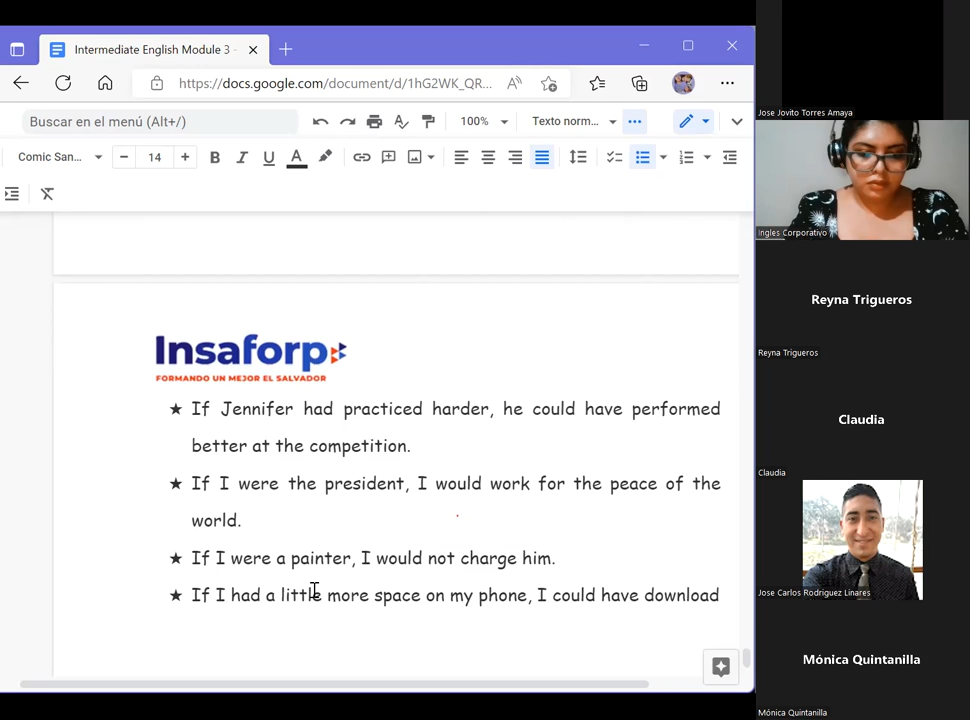 Intermediate English Module 3 -
https://docs.google.com/document/d/1hG2WK_QR...
Buscar en el menú (Alt+/)
100%
Texto norm...
Comic San...
14
B I U A
Insaforp
FORMANDO UN MEJOR EL SALVADOR
★ If Jennifer had practiced harder, he could have performed
better at the competition.
★ If I were the president, I would work for the peace of the
world.
★ If I were a painter, I would not charge him.
★ If I had a little more space on my phone, I could have download
Jose Jovito Torres Amaya
Ingles Corporativo
Reyna Trigueros
Reyna Trigueros
Claudia
Claudia
Jose Carlos Rodriguez Linares
Mónica Quintanilla
Mónica Quintanilla